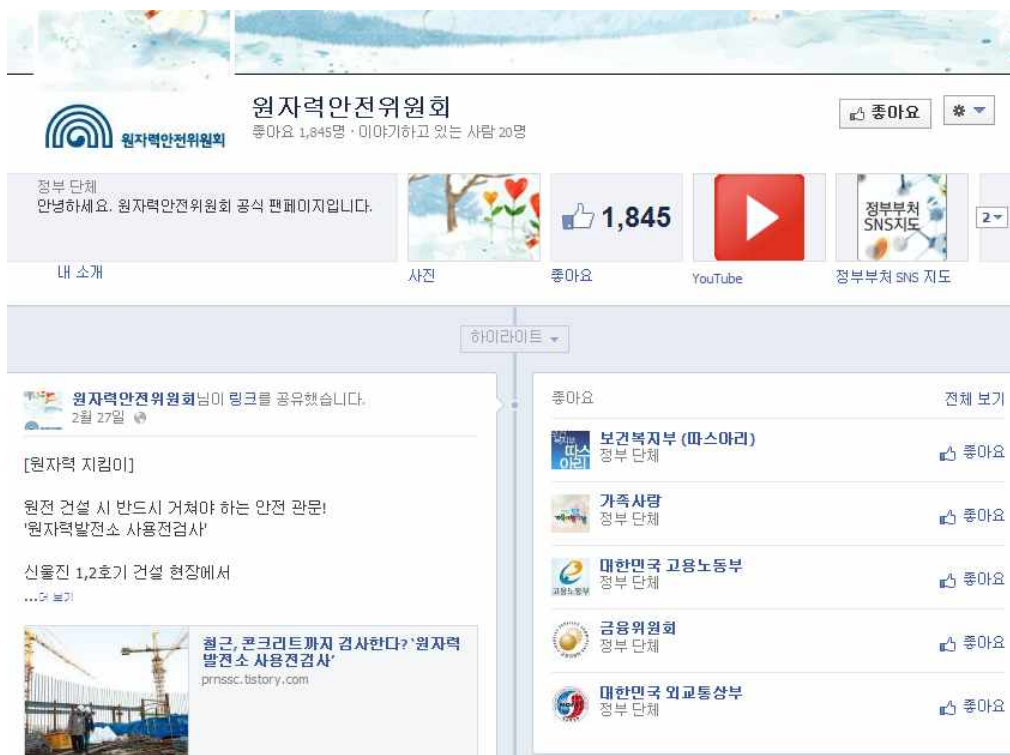 원자력안전위원회
원자력안전위원회
좋아요 1,845명 · 이야기하고 있는 사람 20명
좋아요
정부 단체
안녕하세요. 원자력안전위원회 공식 팬페이지입니다.
내 소개
사진
1,845
좋아요
YouTube
정부부처
SNS지도
정부부처 SNS 지도
2
하이라이트
원자력안전위원회님이 링크를 공유했습니다.
2월 27일
[원자력 지킴이]
원전 건설 시 반드시 거쳐야 하는 안전 관문!
'원자력발전소 사용전검사'
신울진 1,2호기 건설 현장에서
...더 보기
철근, 콘크리트까지 검사한다? `원자력
발전소 사용전검사'
prnssc.tistory.com
좋아요 전체 보기
따스
아리
보건복지부 (따스아리)
정부 단체
좋아요
가족사랑
정부 단체
좋아요
고용노동부
대한민국 고용노동부
정부 단체
좋아요
금융위원회
정부 단체
좋아요
대한민국 외교통상부
정부 단체
좋아요